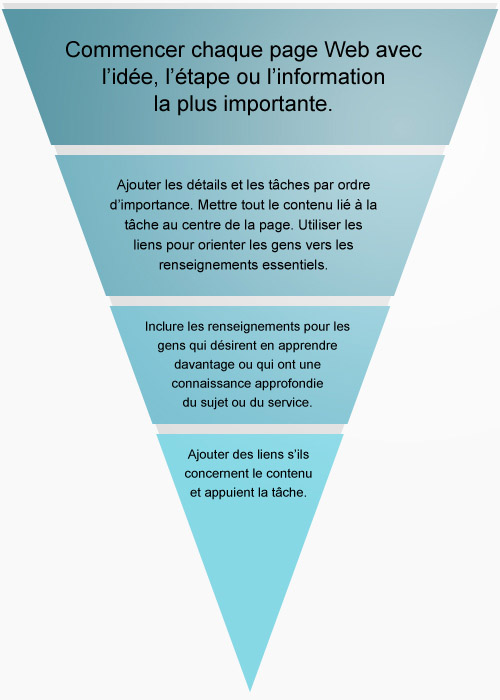 Commencer chaque page Web avec
l’idée, l’étape ou l’information
la plus importante.
Ajouter les détails et les tâches par ordre
d’importance. Mettre tout le contenu lié à la
tâche au centre de la page. Utiliser les
liens pour orienter les gens vers les
renseignements essentiels.
Inclure les renseignements pour les
gens qui désirent en apprendre
davantage ou qui ont une
connaissance approfondie
du sujet ou du service.
Ajouter des liens s’ils
concernent le contenu
et appuient la tâche.